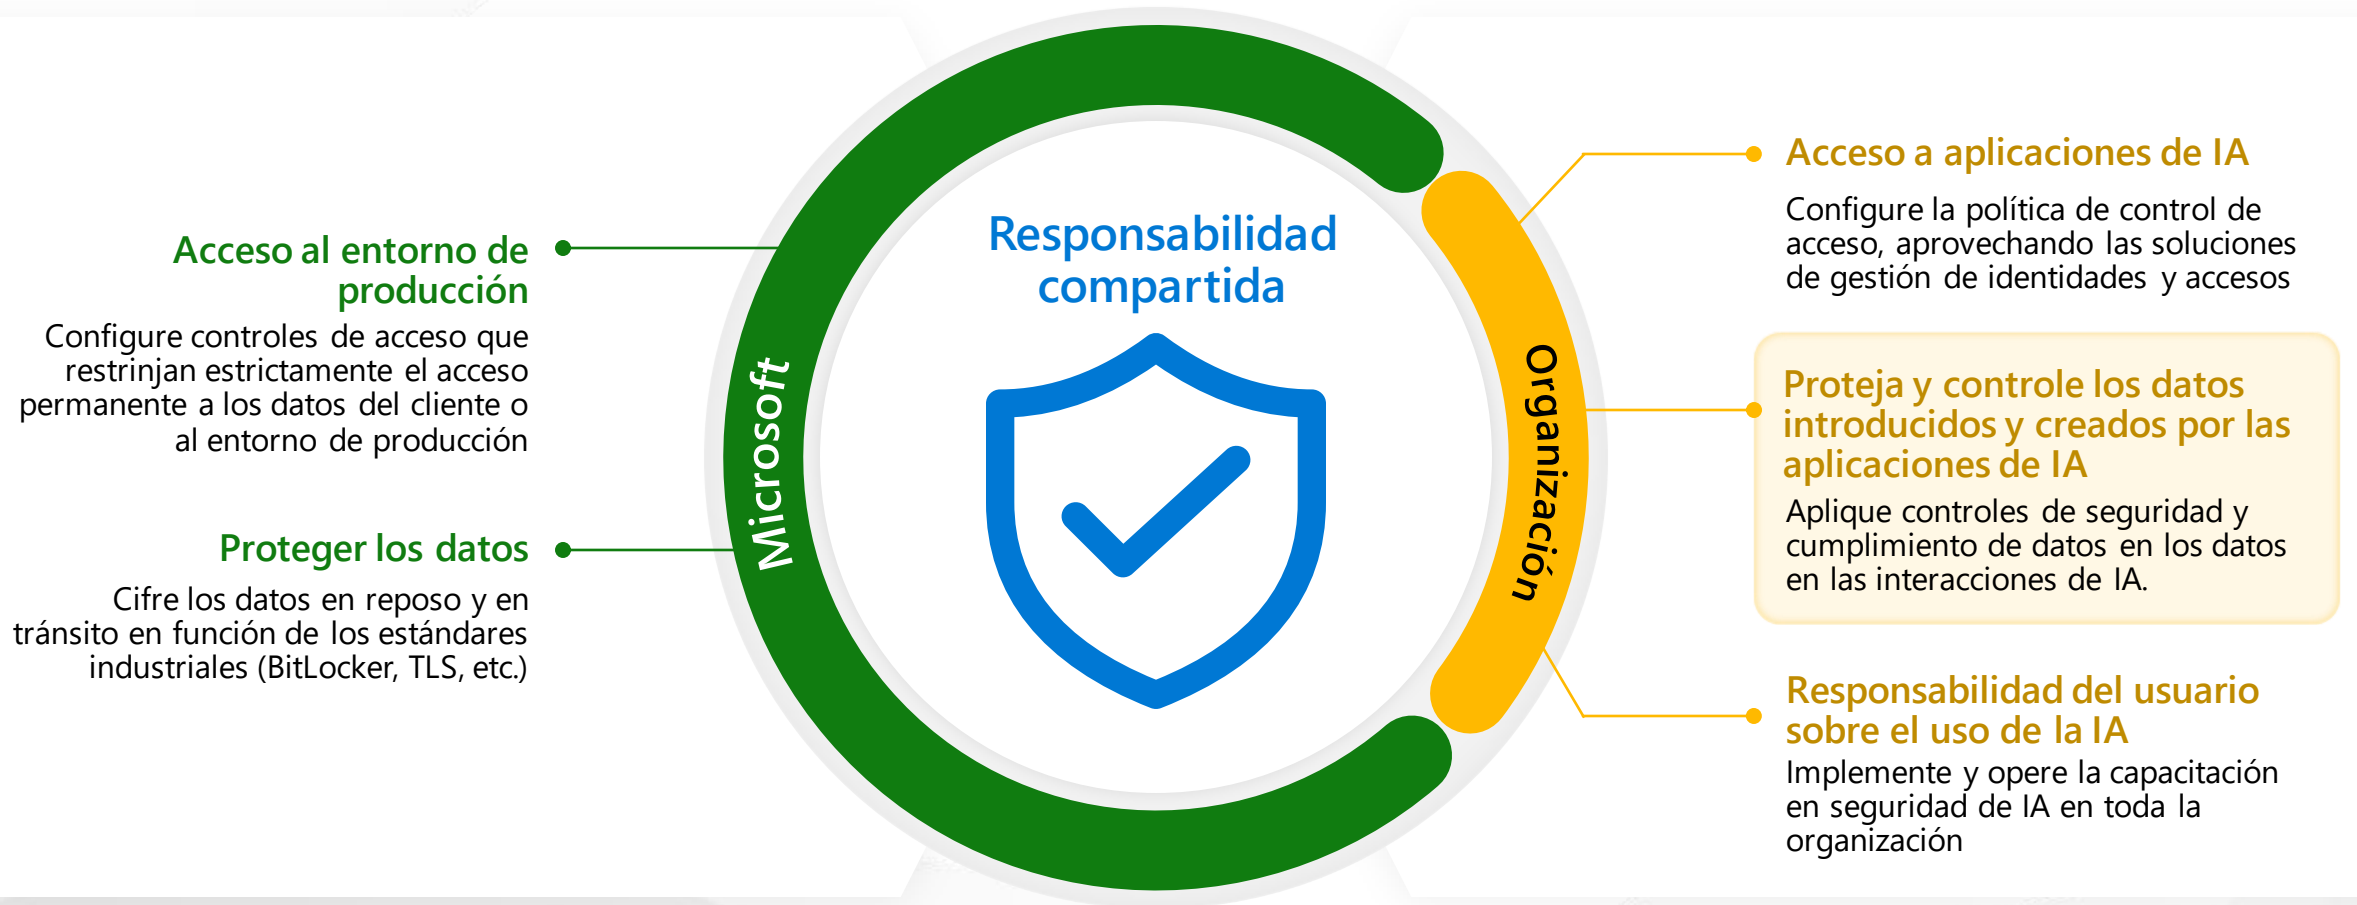 Acceso al entorno de
producción
Configure controles de acceso que
restrinjan estrictamente el acceso
permanente a los datos del cliente o
al entorno de producción
Proteger los datos
Cifre los datos en reposo y en
tránsito en función de los estándares
industriales (BitLocker, TLS, etc.)
Microsoft
Responsabilidad
compartida
Organización
Acceso a aplicaciones de IA
Configure la política de control de
acceso, aprovechando las soluciones
de gestión de identidades y accesos
Proteja y controle los datos
introducidos y creados por las
aplicaciones de IA
Aplique controles de seguridad y
cumplimiento de datos en los datos
en las interacciones de IA.
Responsabilidad del usuario
sobre el uso de la IA
Implemente y opere la capacitación
en seguridad de IA en toda la
organización